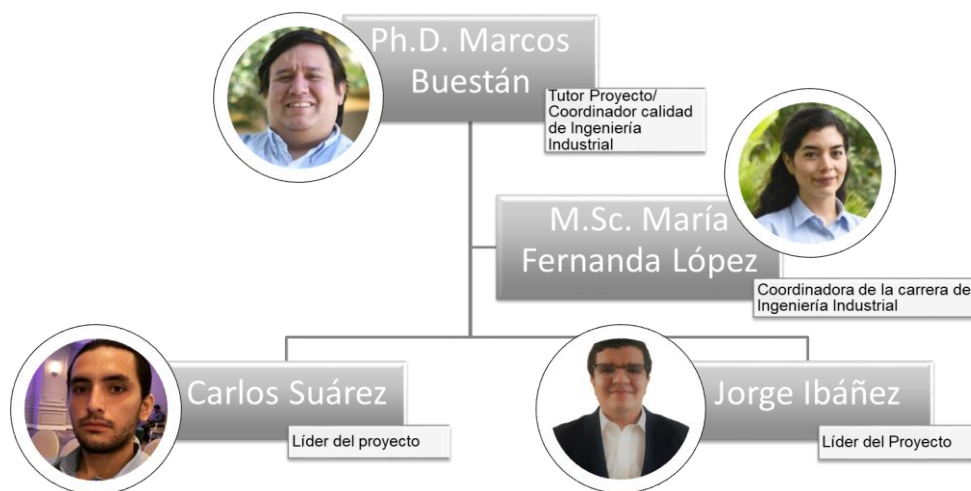 Ph.D. Marcos
Buestán
Tutor Proyecto/
Coordinador calidad
de Ingeniería
Industrial
M.Sc. María
Fernanda López
Coordinadora de la carrera de
Ingeniería Industrial
Carlos Suárez
Líder del proyecto
Jorge Ibáñez
Líder del Proyecto